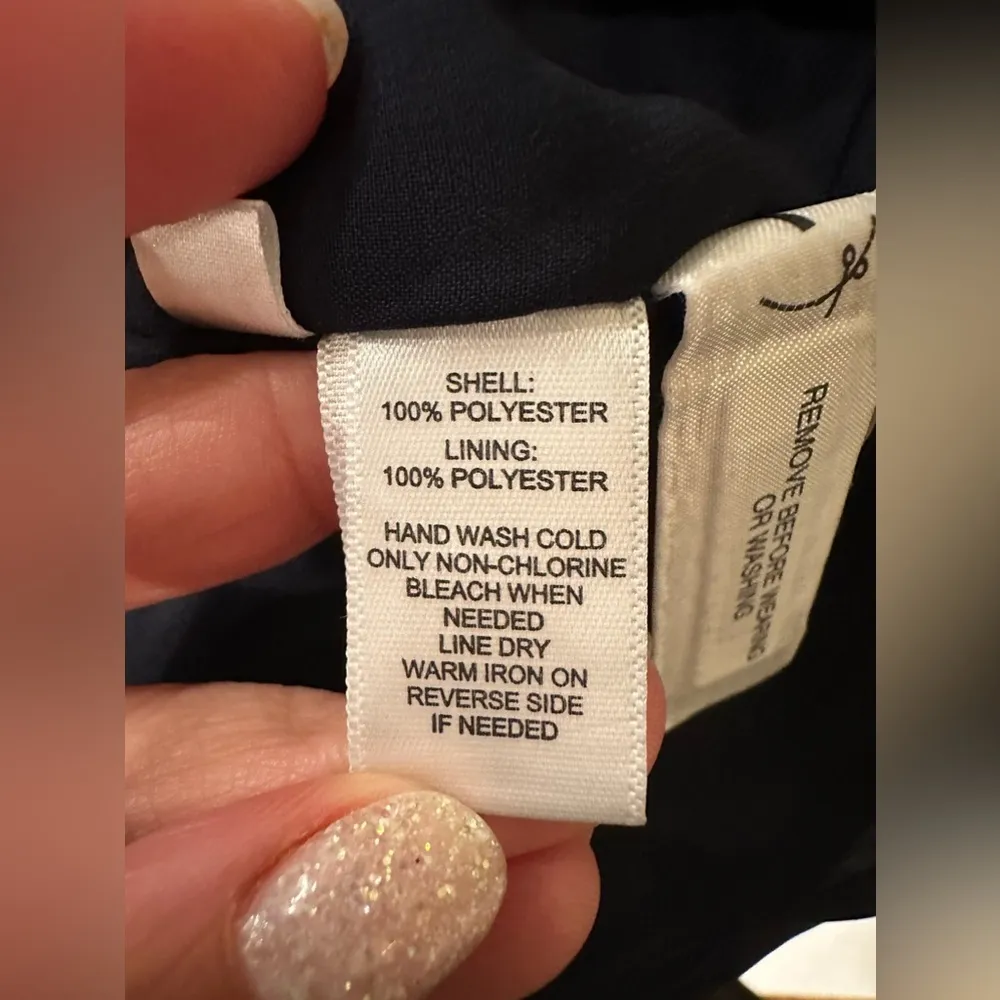 SHELL:
100% POLYESTER
LINING:
100% POLYESTER
HAND WASH COLD
ONLY NON-CHLORINE
BLEACH WHEN
NEEDED
LINE DRY
WARM IRON ON
REVERSE SIDE
IF NEEDED
REMOVE BEFORE WEARING
OR WASHING